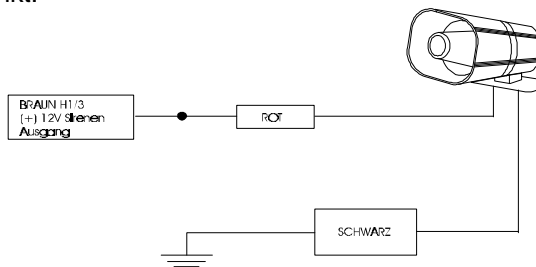 BRAUN H1/3
(+) 12V Sirenen
Ausgang
ROT
SCHWARZ